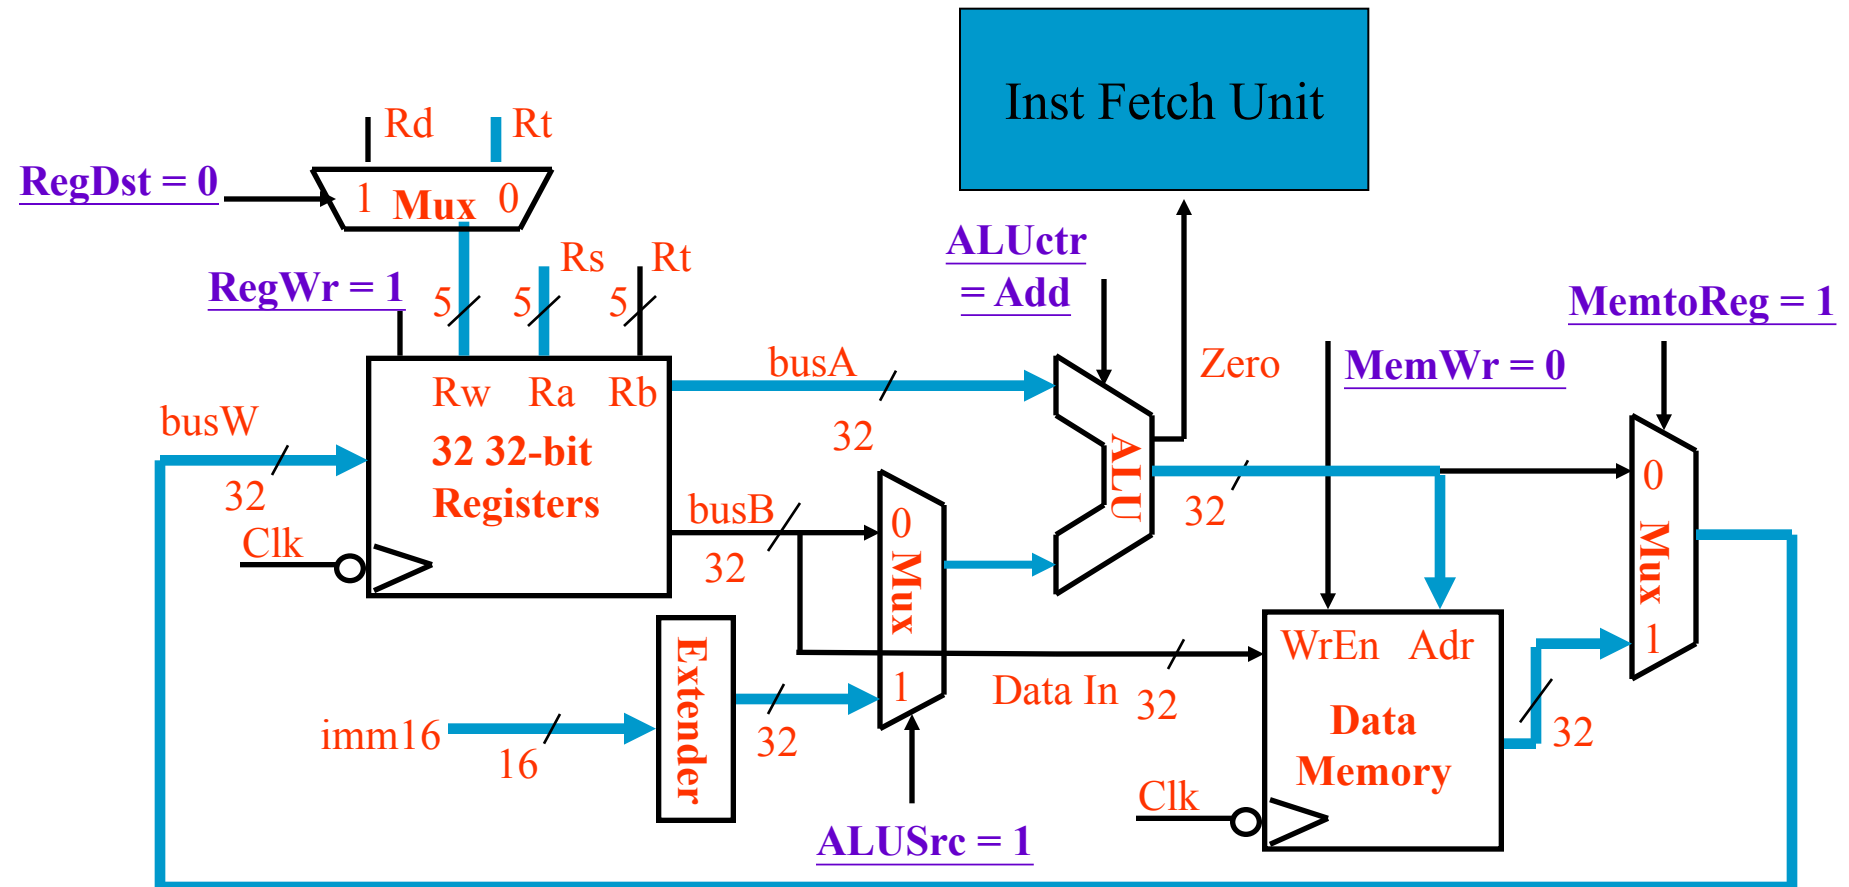 Inst Fetch Unit
Rd
Rt
RegDst = 0
1
Mux
0
RegWr = 1
5
Rs
5
Rt
5
ALUctr
= Add
MemtoReg = 1
busA
32
Zero
MemWr = 0
busW
32
Rw Ra Rb
32 32-bit
Registers
Clk
busB
32
0
Mux
1
ALU
32
0
Mux
1
imm16
16
Extender
32
Data In
32
WrEn Adr
Data
Memory
32
Clk
ALUSrc = 1